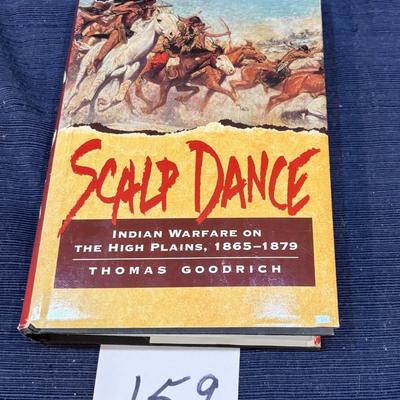 SCALP DANCE
INDIAN WARFARE ON
THE HIGH PLAINS, 1865–1879
THOMAS GOODRICH
159